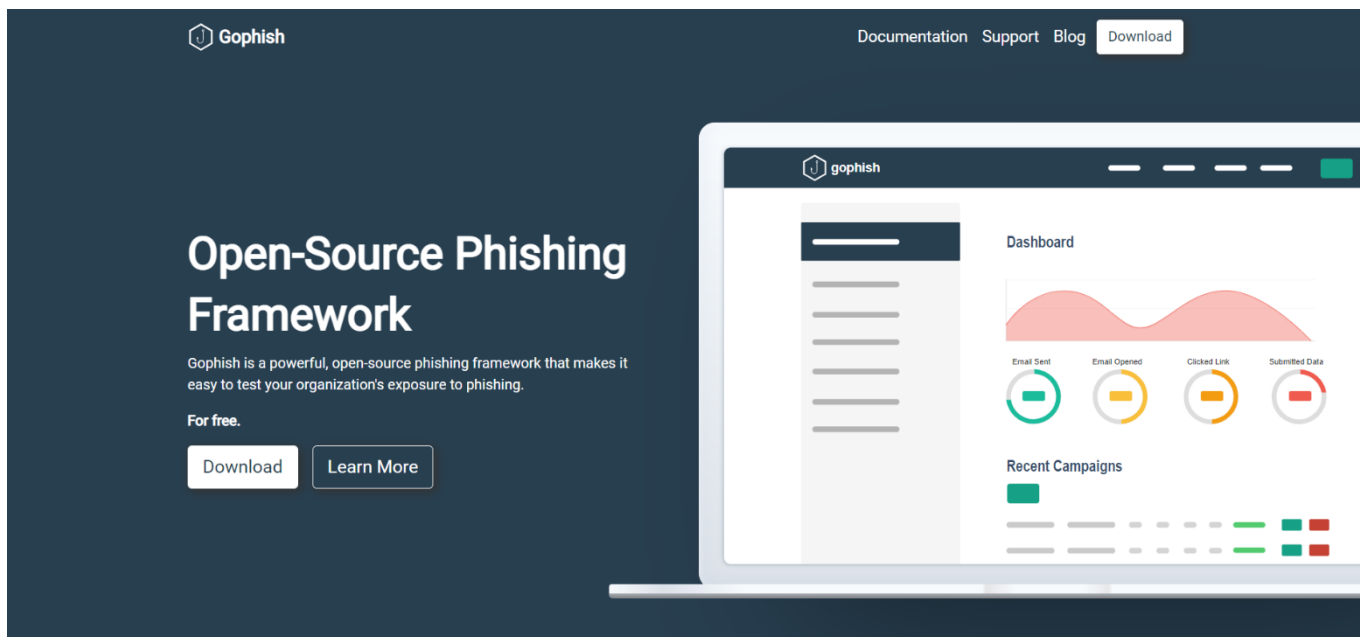 Gophish
Documentation Support Blog Download
gophish
Open-Source Phishing
Framework
Gophish is a powerful, open-source phishing framework that makes it
easy to test your organization's exposure to phishing.
For free.
Download Learn More
Dashboard
Email Sent Email Opened Clicked Link Submitted Data
Recent Campaigns